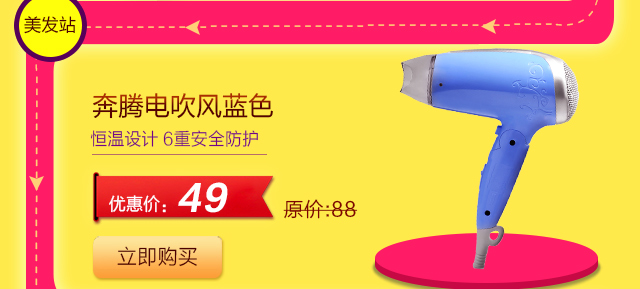 美发站
奔腾电吹风蓝色
恒温设计 6重安全防护
优惠价：49
原价:88
立即购买